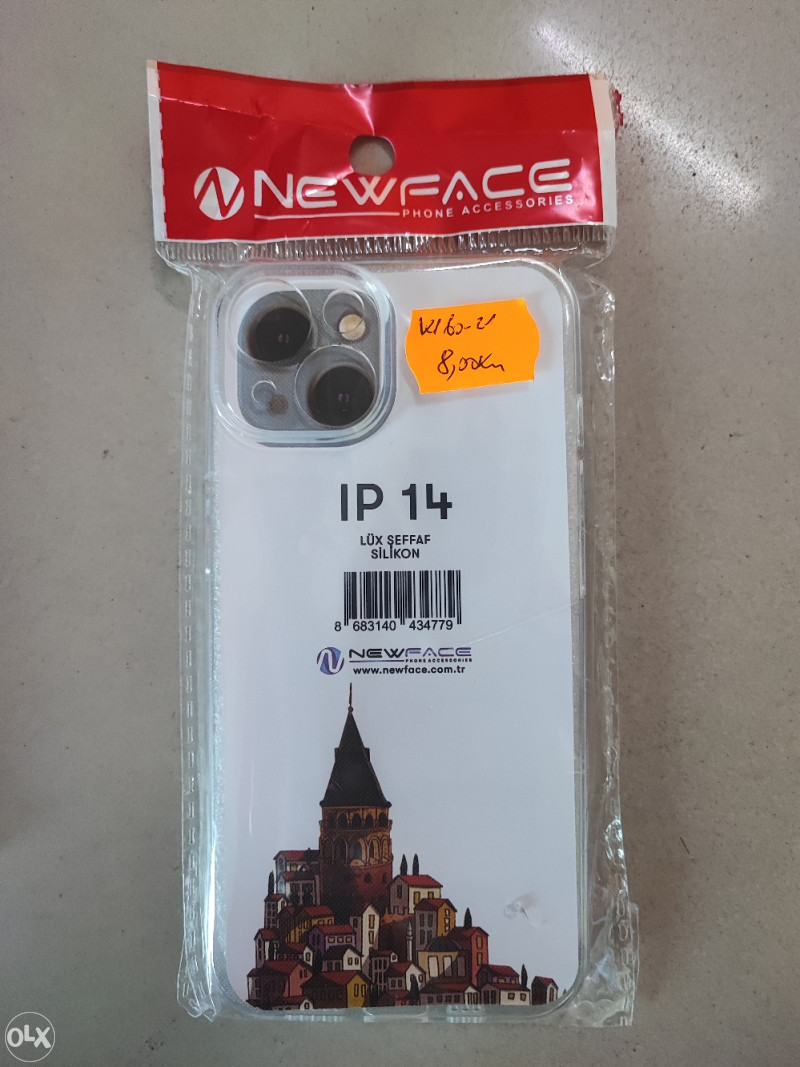 NEWFACE
PHONE ACCESSORIES
8,00Km
IP 14
LÜX ŞEFFAF
SİLİKON
8 683140 434779
NEWFACE
PHONE ACCESSORIES
www.newface.com.tr
OLX